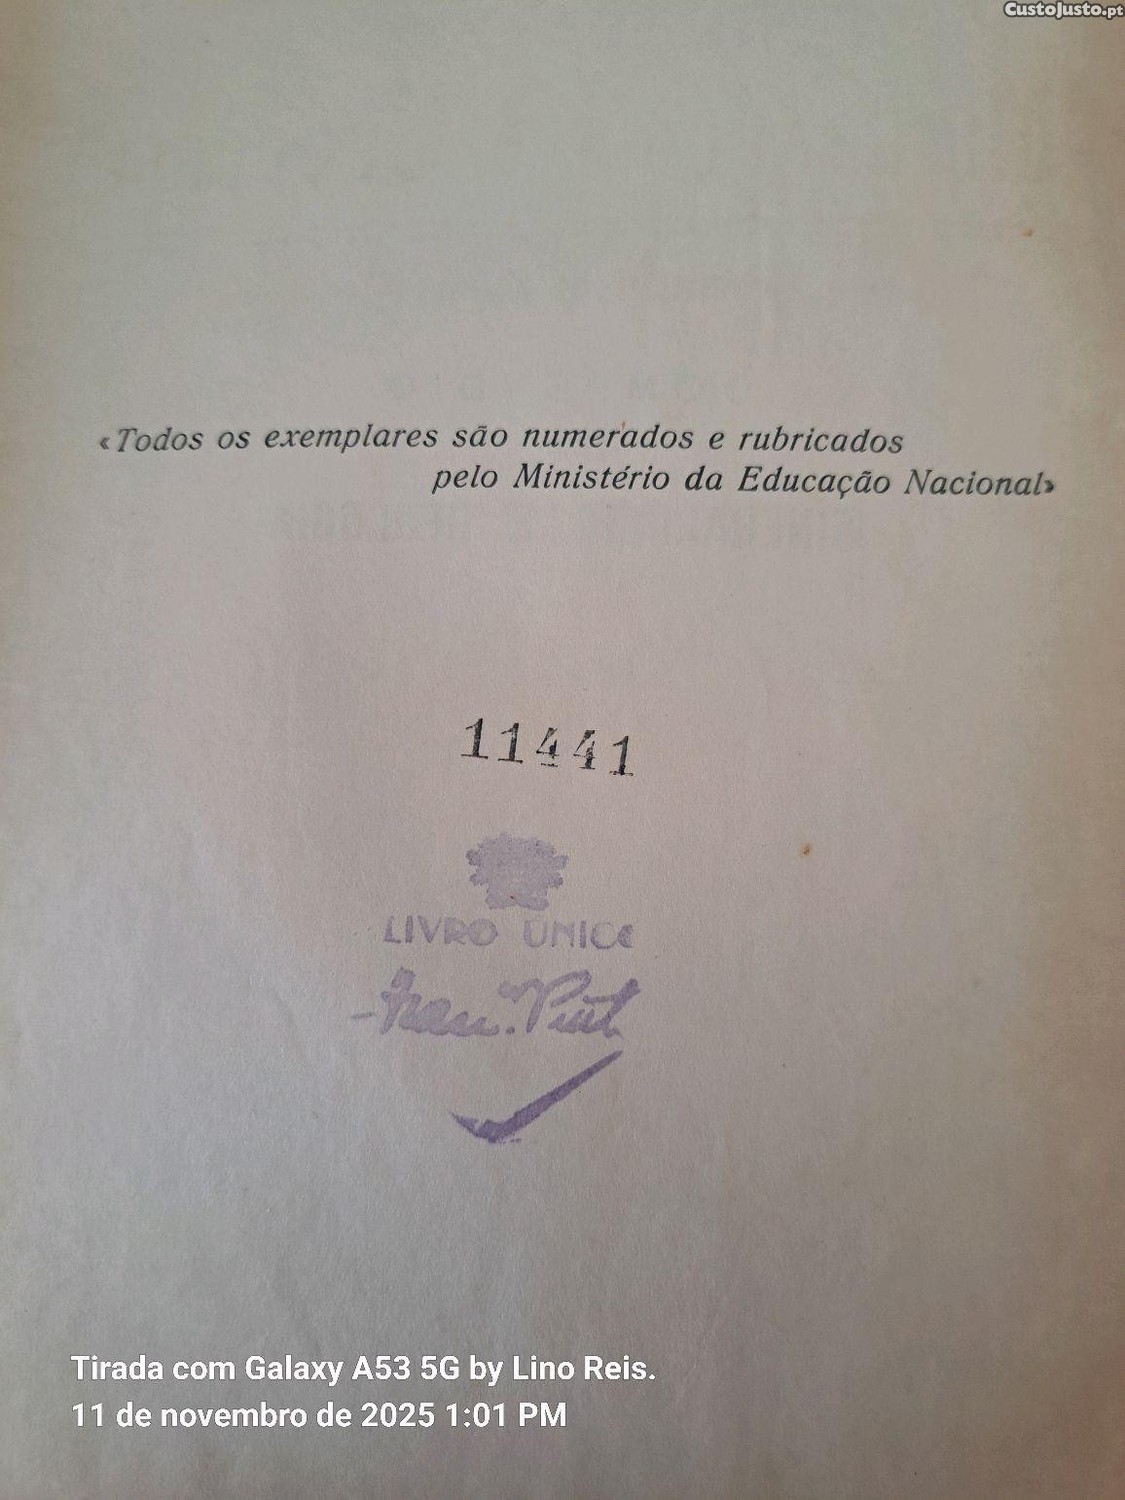 CustoJusto.pt
«Todos os exemplares são numerados e rubricados
pelo Ministério da Educação Nacional»
11441
LIVRO ÚNICO
Tirada com Galaxy A53 5G by Lino Reis.
11 de novembro de 2025 1:01 PM